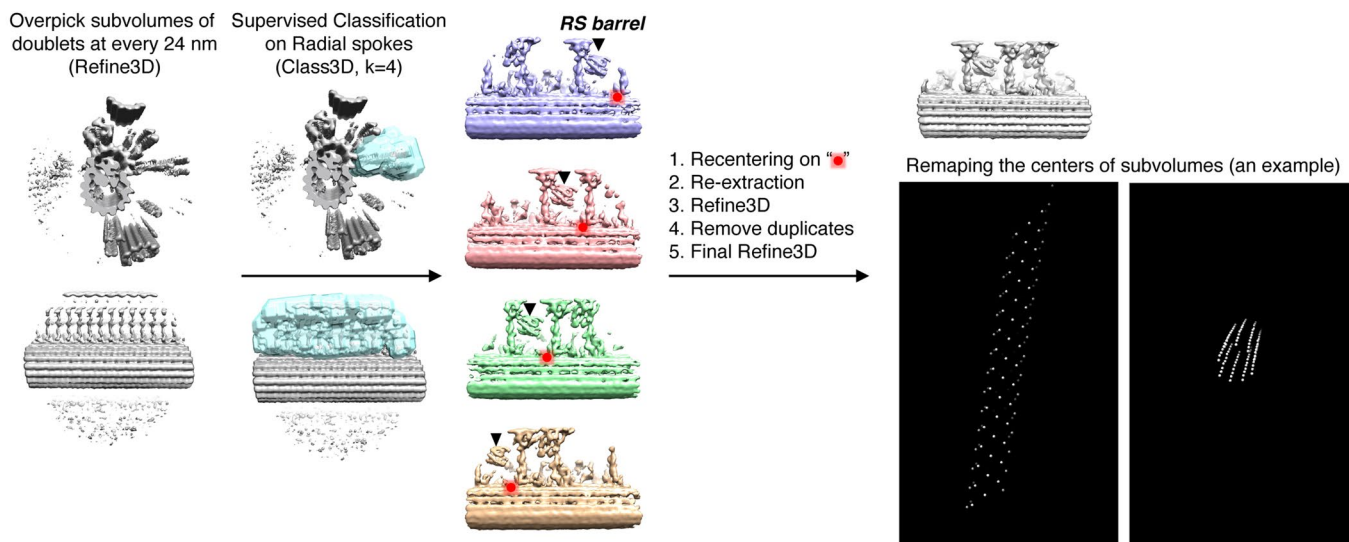 Overpick subvolumes of
doublets at every 24 nm
(Refine3D)
Supervised Classification
on Radial spokes
(Class3D, k=4)
RS barrel
1. Recentering on “ ”
2. Re-extraction
3. Refine3D
4. Remove duplicates
5. Final Refine3D
Remaping the centers of subvolumes (an example)